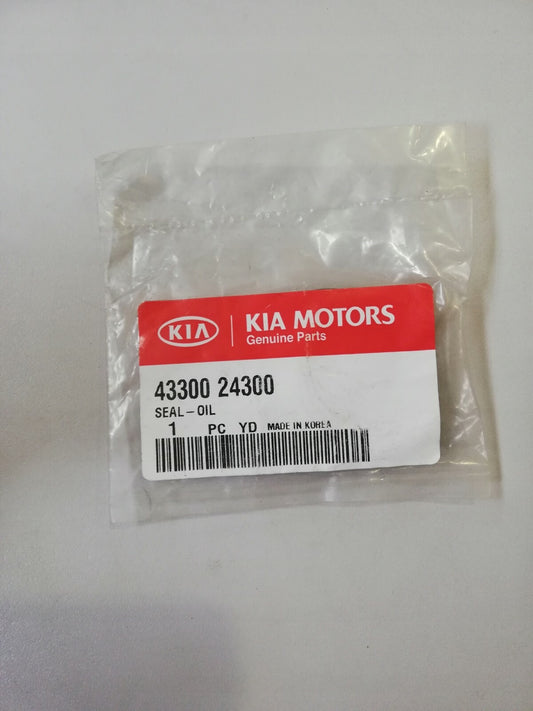 KIA
KIA MOTORS
Genuine Parts
43300 24300
SEAL-OIL
1 PC YD MADE IN KOREA